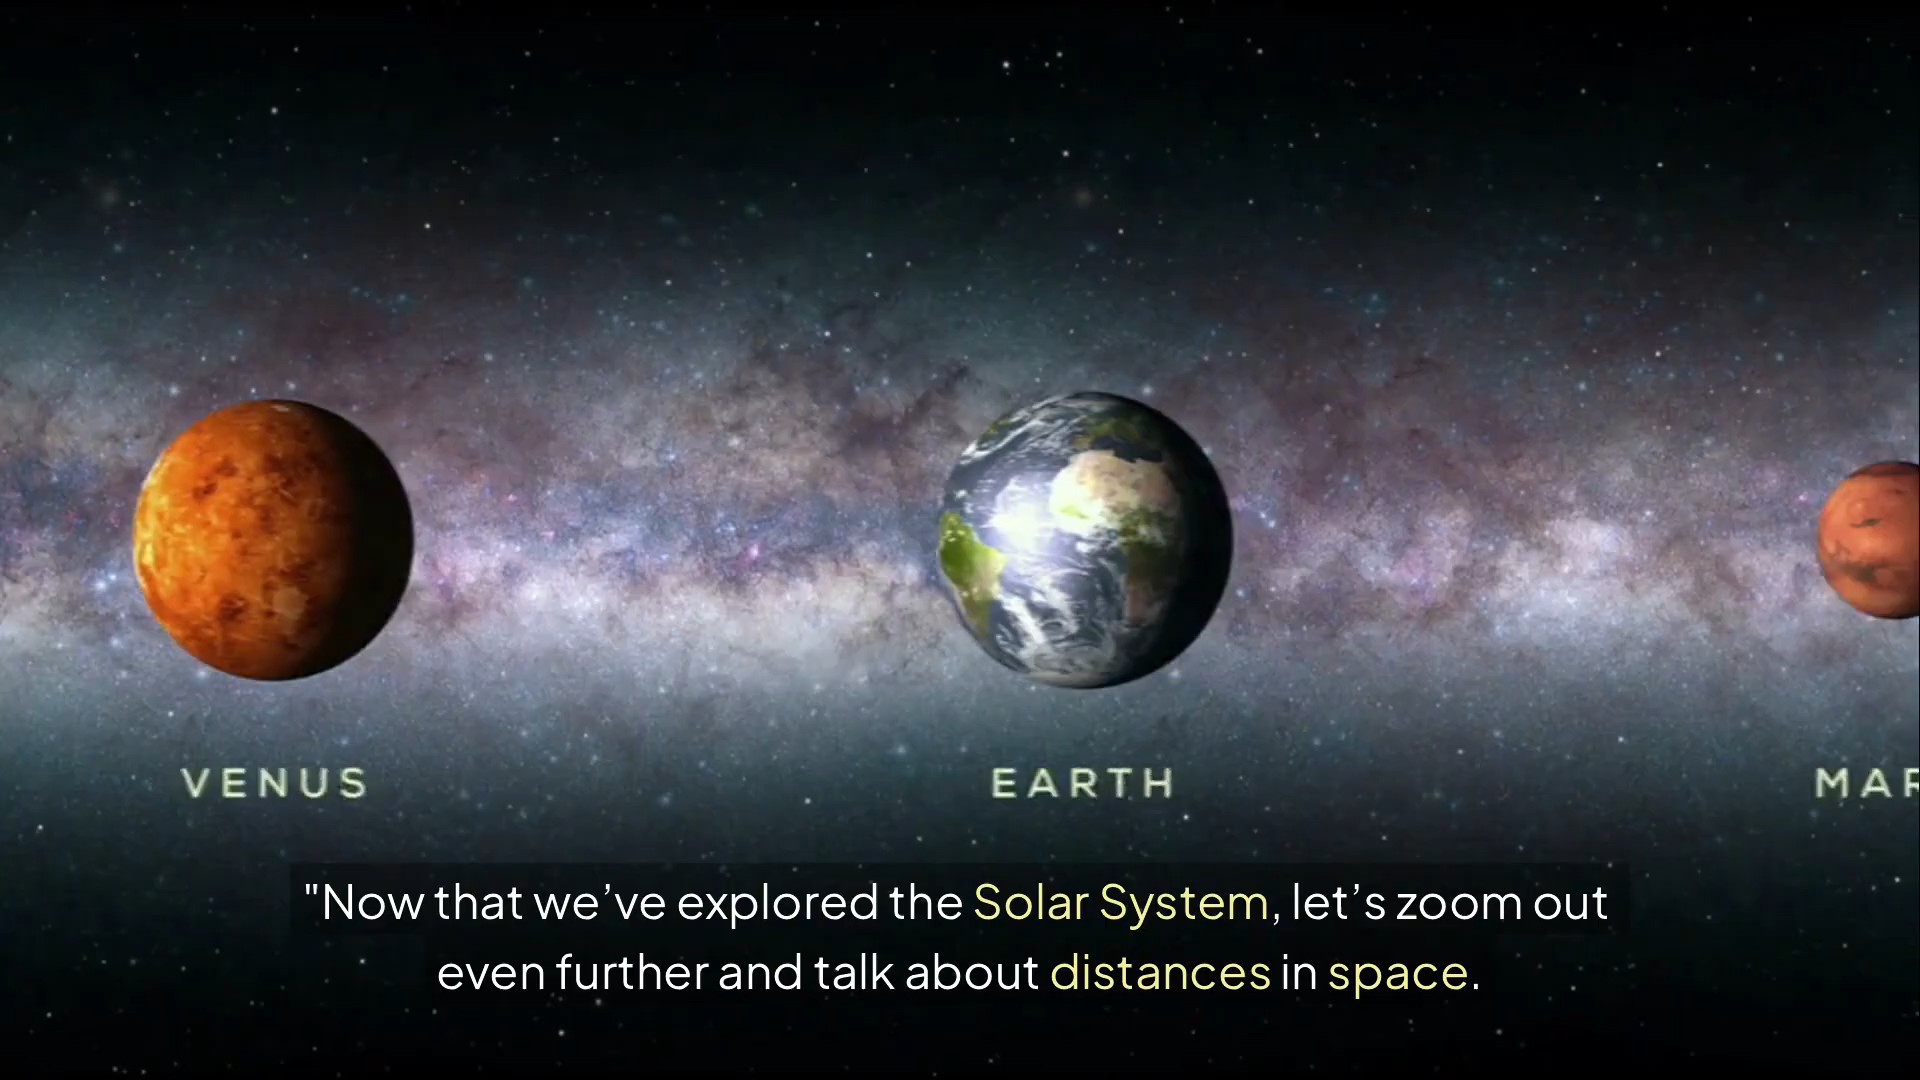 VENUS
EARTH
MAR
"Now that we’ve explored the Solar System, let’s zoom out
even further and talk about distances in space.